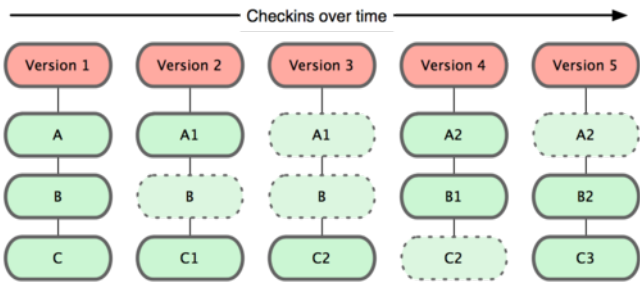 Checkins over time
Version 1 Version 2 Version 3 Version 4 Version 5
A A1 A1 A2 A2
B B B B1 B2
C C1 C2 C2 C3